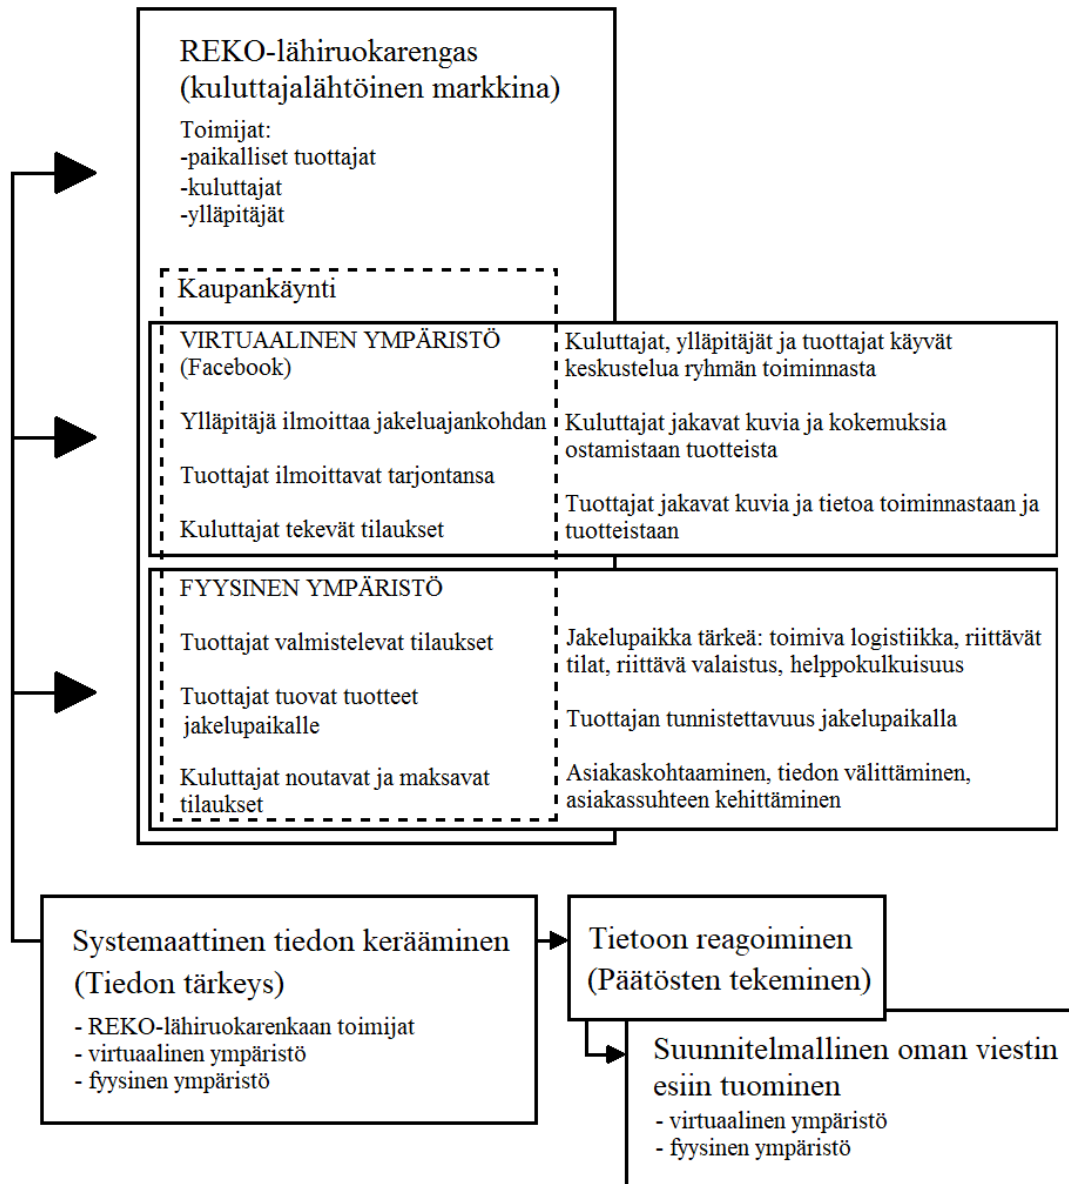 REKO-lähiruokarengas
(kuluttajalähtöinen markkina)
Toimijat:
-paikalliset tuottajat
-kuluttajat
-ylläpitäjät
Kaupankäynti
VIRTUAALINEN YMPÄRISTÖ
(Facebook)
Ylläpitäjä ilmoittaa jakeluajankohdan
Tuottajat ilmoittavat tarjontansa
Kuluttajat tekevät tilaukset
Kuluttajat, ylläpitäjät ja tuottajat käyvät
keskustelua ryhmän toiminnasta
Kuluttajat jakavat kuvia ja kokemuksia
ostamistaan tuotteista
Tuottajat jakavat kuvia ja tietoa toiminnastaan ja
tuotteistaan
FYYSINEN YMPÄRISTÖ
Tuottajat valmistelevat tilaukset
Tuottajat tuovat tuotteet
jakelupaikalle
Kuluttajat noutavat ja maksavat
tilaukset
Jakelupaikka tärkeä: toimiva logistiikka, riittävät
tilat, riittävä valaistus, helppokulkuisuus
Tuottajan tunnistettavuus jakelupaikalla
Asiakaskohtaaminen, tiedon välittäminen,
asiakassuhteen kehittäminen
Systemaattinen tiedon kerääminen
(Tiedon tärkeys)
- REKO-lähiruokarenkaan toimijat
- virtuaalinen ympäristö
- fyysinen ympäristö
Tietoon reagoiminen
(Päätösten tekeminen)
Suunnitelmallinen oman viestin
esiin tuominen
- virtuaalinen ympäristö
- fyysinen ympäristö